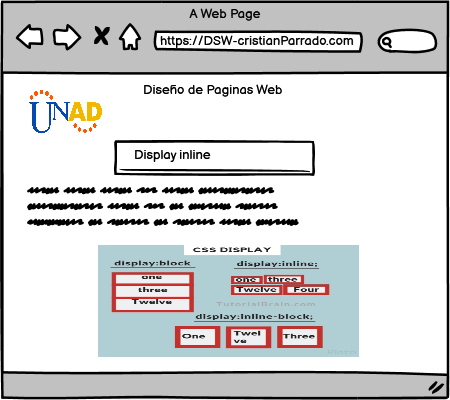 A Web Page
https://DSW-cristianParrado.com
Diseño de Paginas Web
UNAD
Display inline
CSS DISPLAY
display:block
one
three
Twelve
display:inline;
one three
Twelve Four
TutorialBrain.com
display:inline-block;
One
Twel
ve
Three